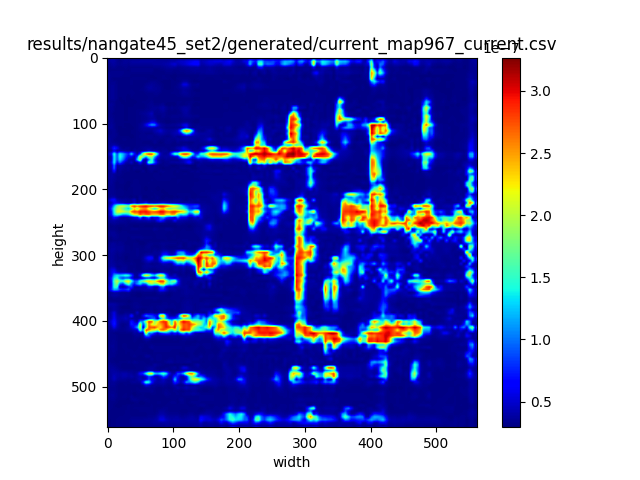 results/nangate45_set2/generated/current_map967_current.csv
1e−7
0
100
200
300
400
500
height
0 100 200 300 400 500
width
3.0
2.5
2.0
1.5
1.0
0.5